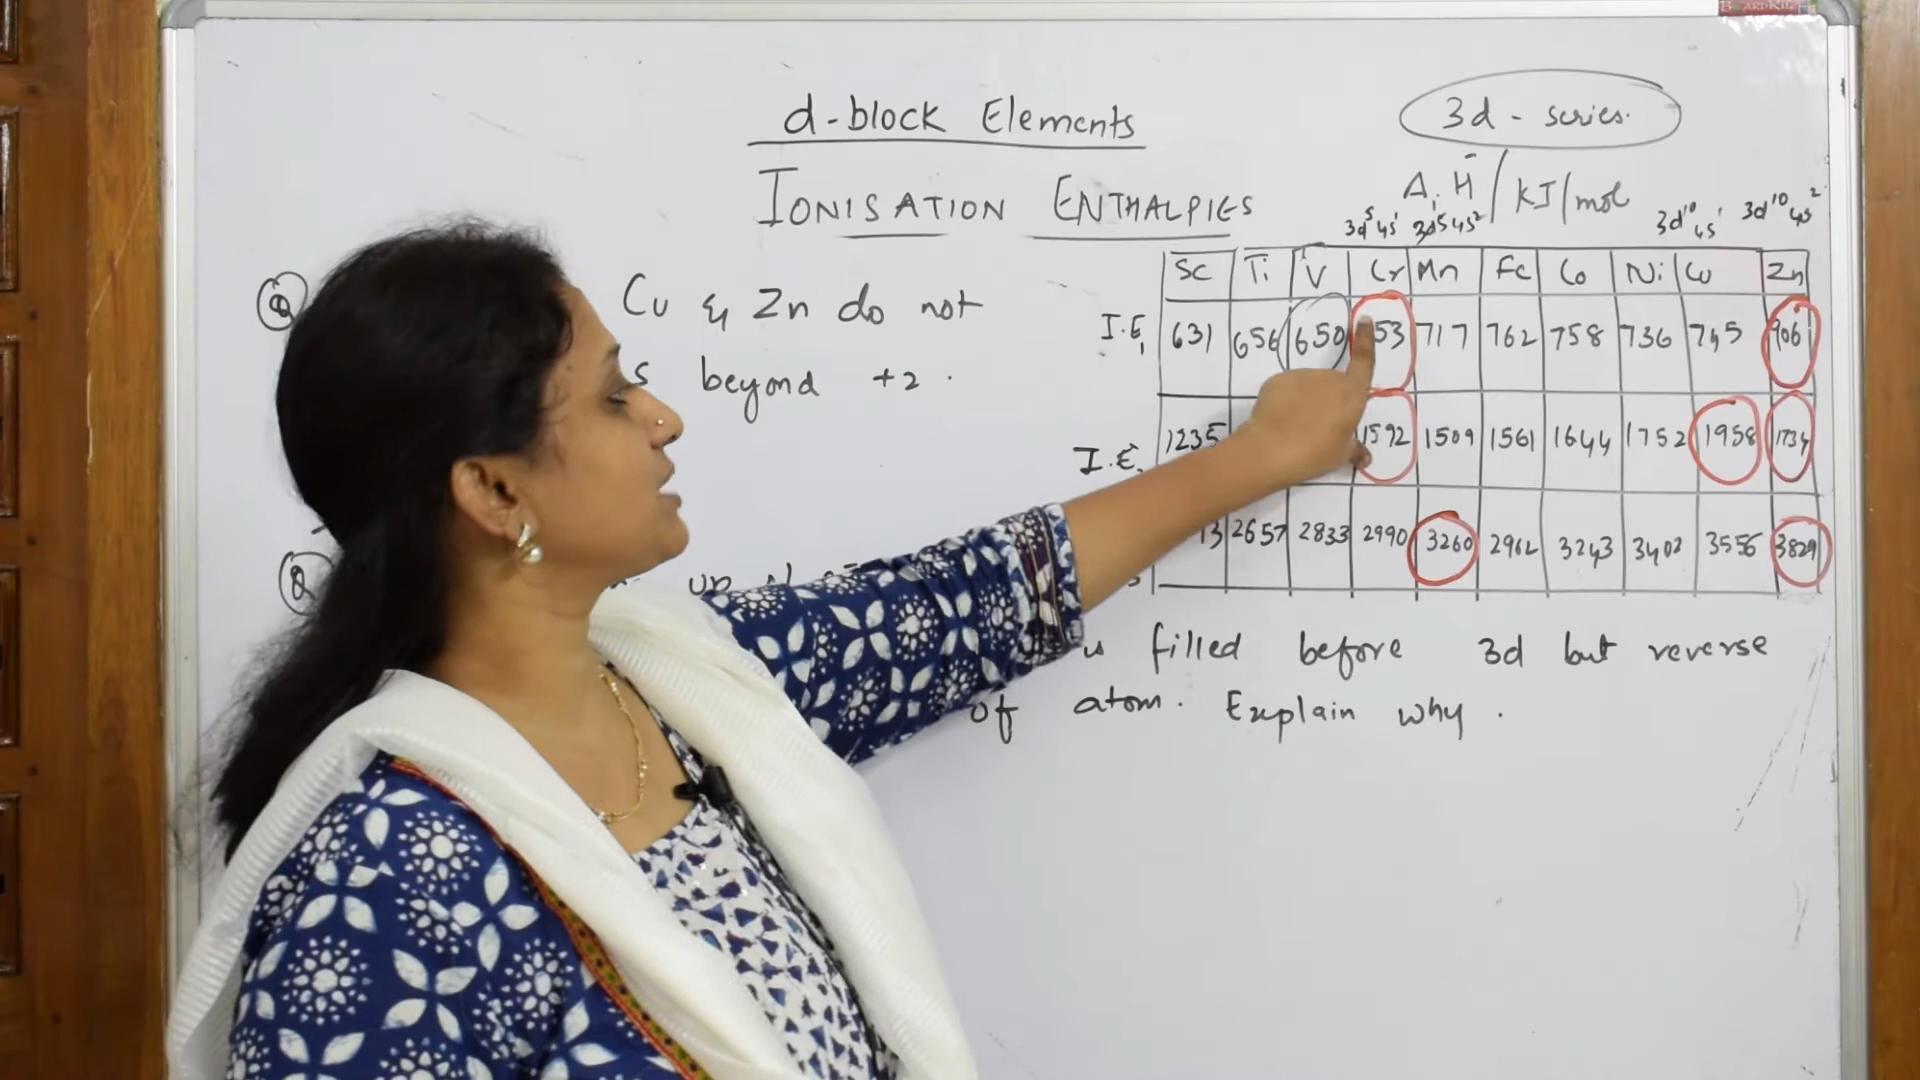 d-block Elements
3d - series.
IONISATION ENTHALPIES
Δi H / kJ/mol
3d⁵4s¹ 3d⁵4s² 3d¹⁰4s¹ 3d¹⁰4s²
Sc Ti V Cr Mn Fe Co Ni Cu Zn
I.E₁ 631 656 650 53 717 762 758 736 745 906
Q Cu & Zn do not
s beyond +2.
I.E. 1235 1592 1509 1561 1644 1752 1958 1734
13 2657 2833 2990 3260 2962 3243 3402 3556 3829
Q
is filled before 3d but reverse
of atom. Explain why.